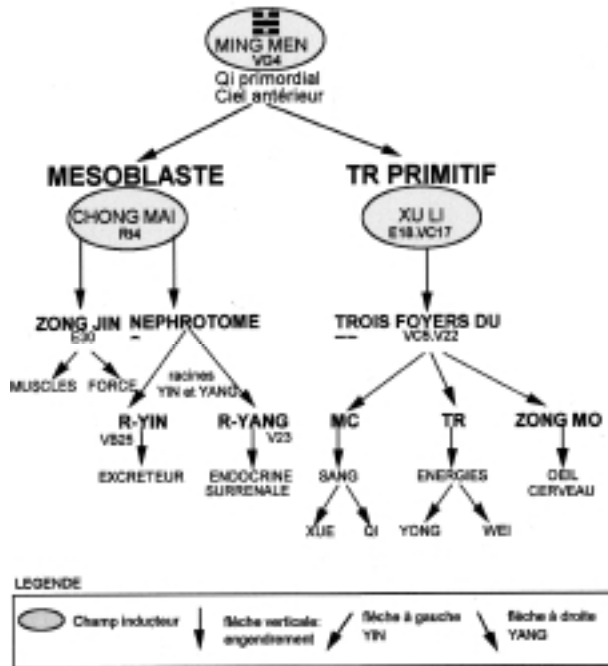 MING MEN
VG4
Qi primordial
Ciel antérieur
MESOBLASTE TR PRIMITIF
CHONG MAI XU LI
Rt4 E18.VC17
ZONG JIN NEPHROTOME TROIS FOYERS DU
E30 VC5.V22
MUSCLES FORCE racines
YIN et YANG
R-YIN R-YANG MC TR ZONG MO
VB25 V23
EXCRETEUR ENDOCRINE SANG ENERGIES OEIL
SURRENALE CERVEAU
XUE QI YONG WEI
LEGENDE
Champ inducteur flèche verticale: flèche à gauche flèche à droite
engendrement YIN YANG